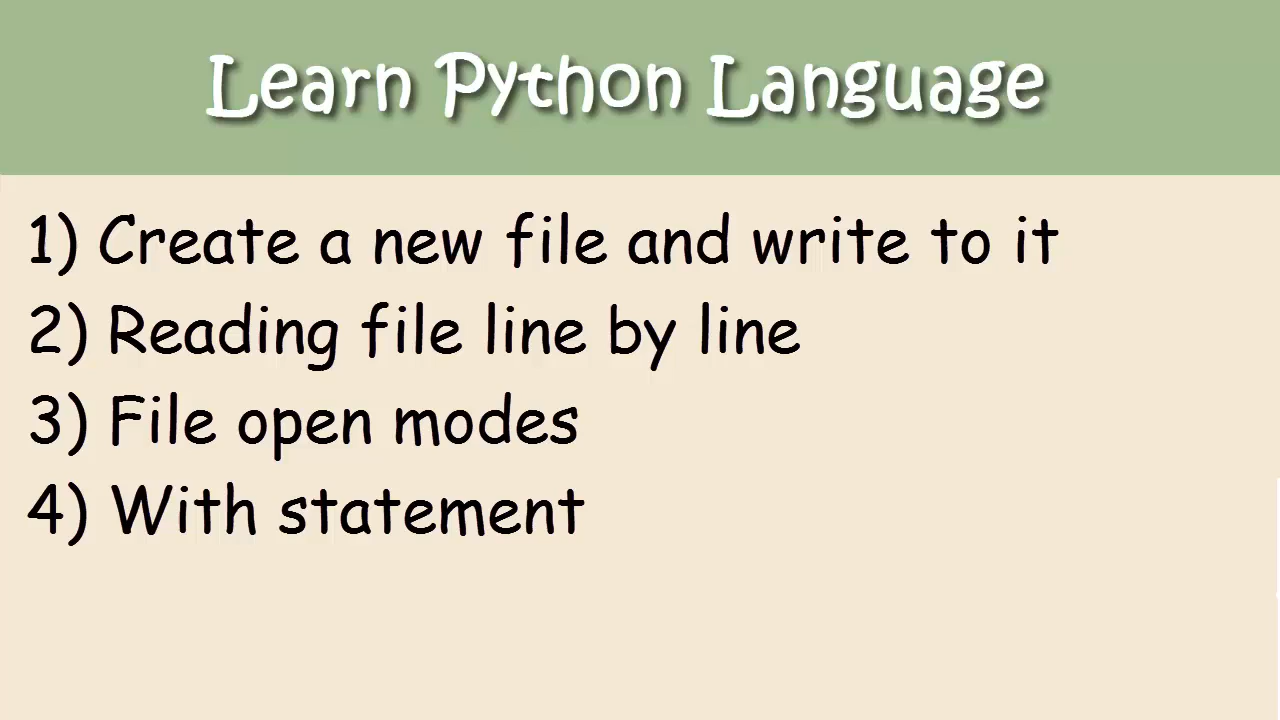 Learn Python Language
1) Create a new file and write to it
2) Reading file line by line
3) File open modes
4) With statement